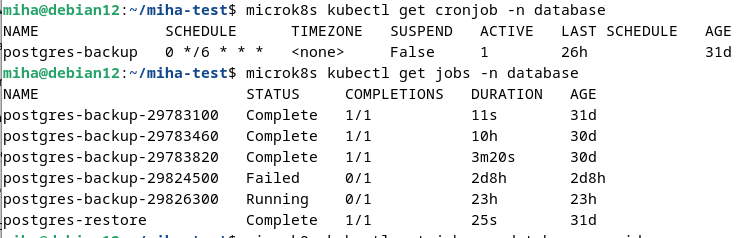 miha@debian12:~/miha-test$ microk8s kubectl get cronjob -n database
NAME SCHEDULE TIMEZONE SUSPEND ACTIVE LAST SCHEDULE AGE
postgres-backup 0 */6 * * * <none> False 1 26h 31d
miha@debian12:~/miha-test$ microk8s kubectl get jobs -n database
NAME STATUS COMPLETIONS DURATION AGE
postgres-backup-29783100 Complete 1/1 11s 31d
postgres-backup-29783460 Complete 1/1 10h 30d
postgres-backup-29783820 Complete 1/1 3m20s 30d
postgres-backup-29824500 Failed 0/1 2d8h 2d8h
postgres-backup-29826300 Running 0/1 23h 23h
postgres-restore Complete 1/1 25s 31d